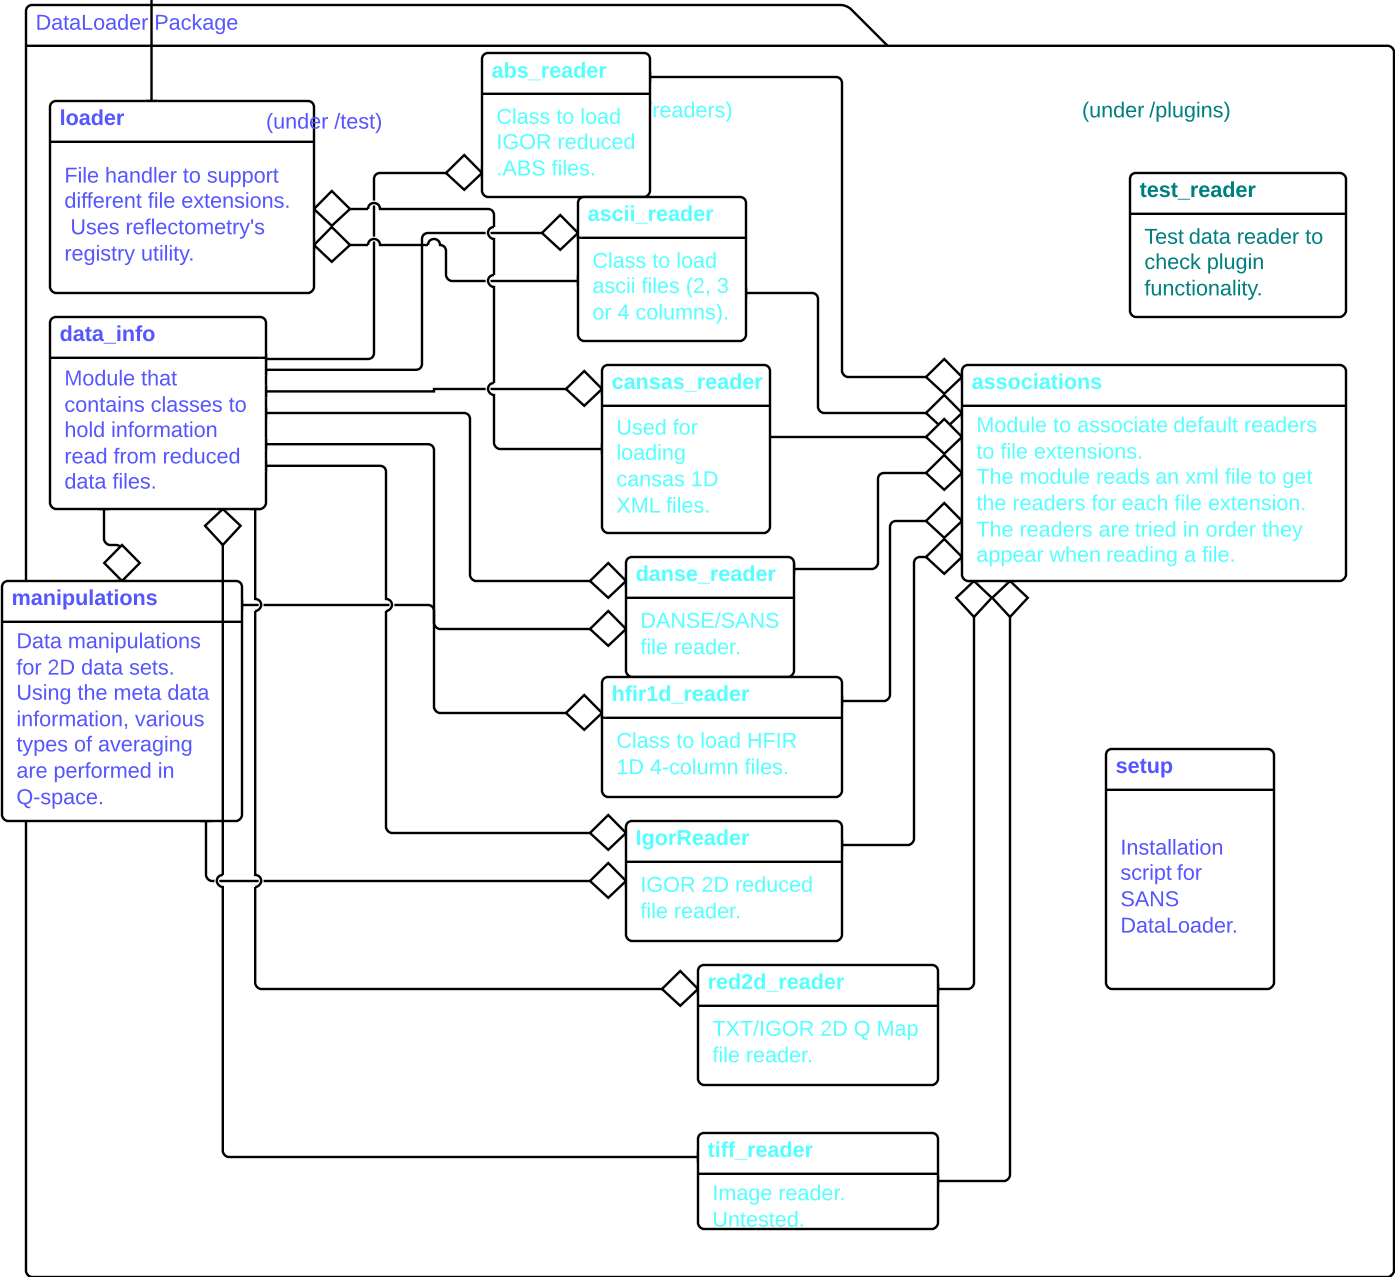 DataLoader Package
abs_reader
Class to load
IGOR reduced
.ABS files.
readers)
(under /plugins)
loader
(under /test)
File handler to support
different file extensions.
Uses reflectometry's
registry utility.
test_reader
Test data reader to
check plugin
functionality.
ascii_reader
Class to load
ascii files (2, 3
or 4 columns).
data_info
Module that
contains classes to
hold information
read from reduced
data files.
cansas_reader
Used for
loading
cansas 1D
XML files.
associations
Module to associate default readers
to file extensions.
The module reads an xml file to get
the readers for each file extension.
The readers are tried in order they
appear when reading a file.
danse_reader
DANSE/SANS
file reader.
manipulations
Data manipulations
for 2D data sets.
Using the meta data
information, various
types of averaging
are performed in
Q-space.
hfir1d_reader
Class to load HFIR
1D 4-column files.
setup
Installation
script for
SANS
DataLoader.
IgorReader
IGOR 2D reduced
file reader.
red2d_reader
TXT/IGOR 2D Q Map
file reader.
tiff_reader
Image reader.
Untested.